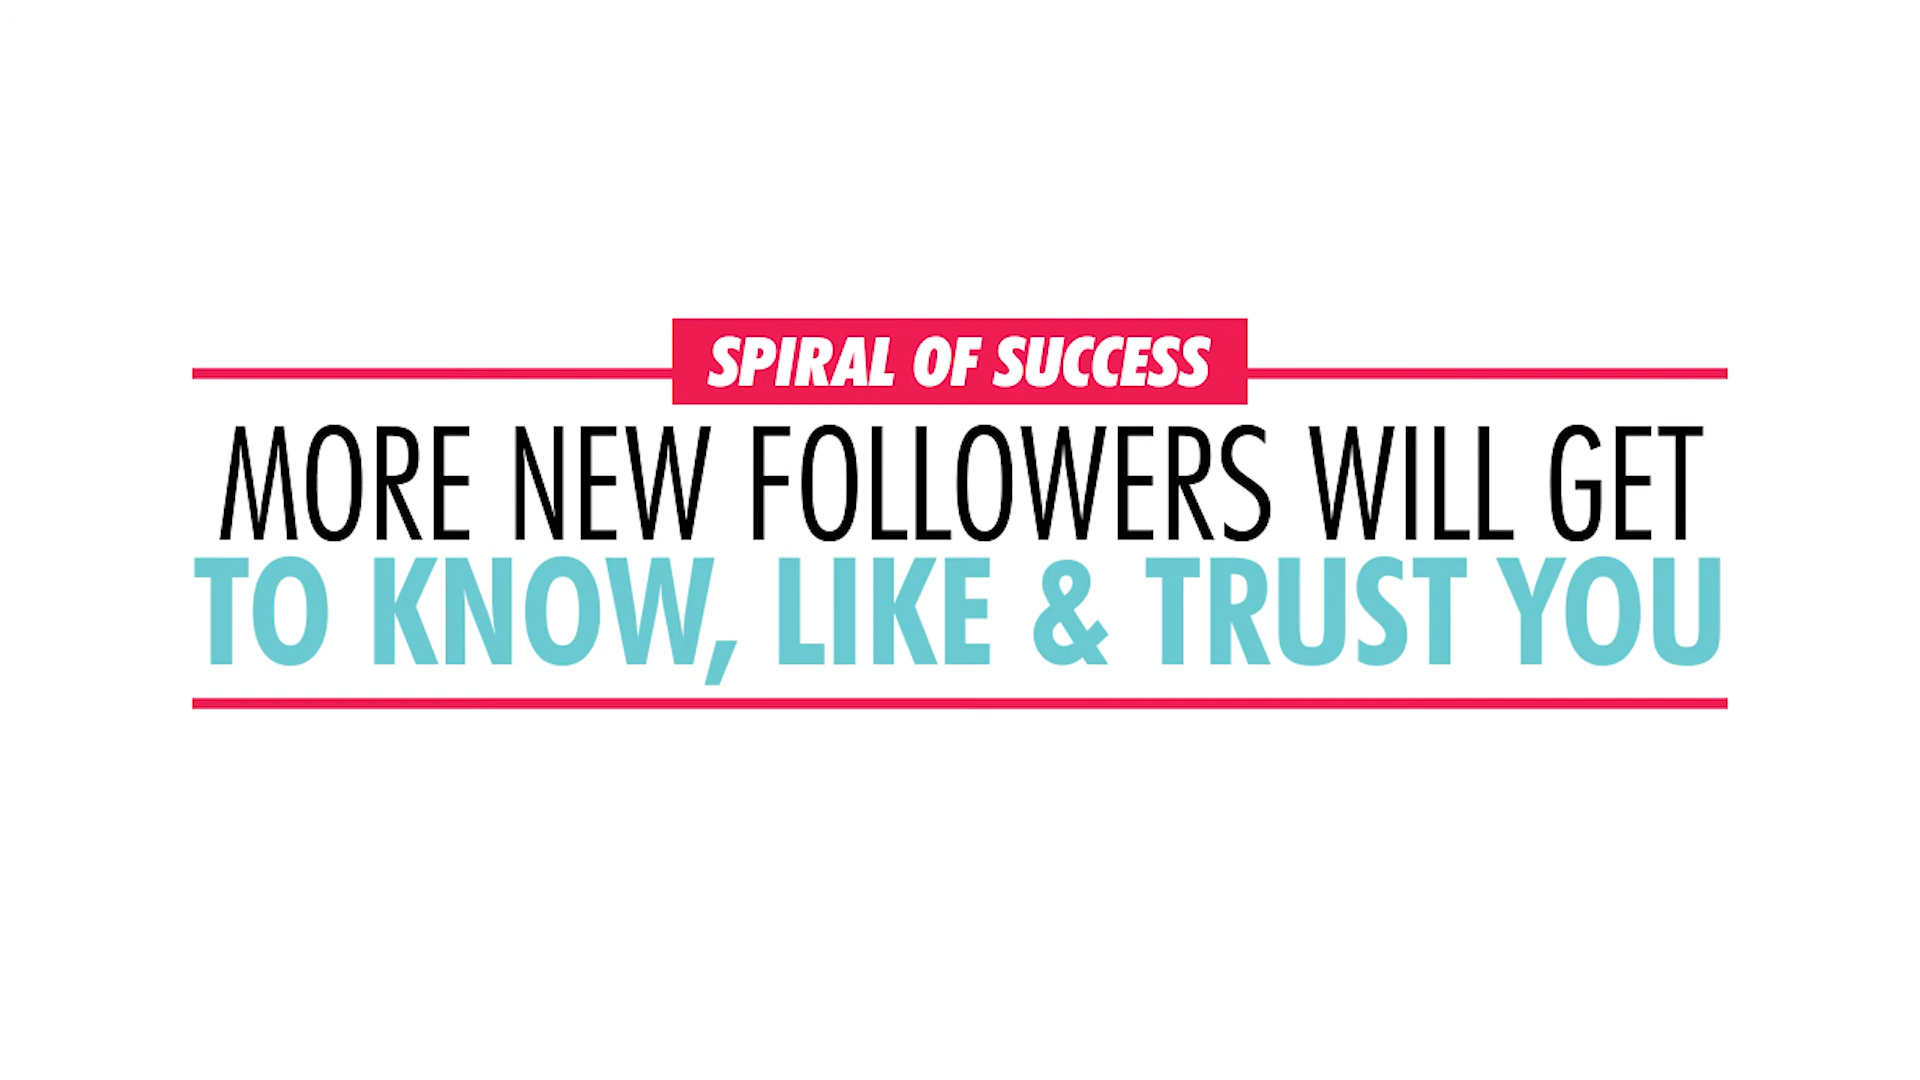 SPIRAL OF SUCCESS
MORE NEW FOLLOWERS WILL GET
TO KNOW, LIKE & TRUST YOU